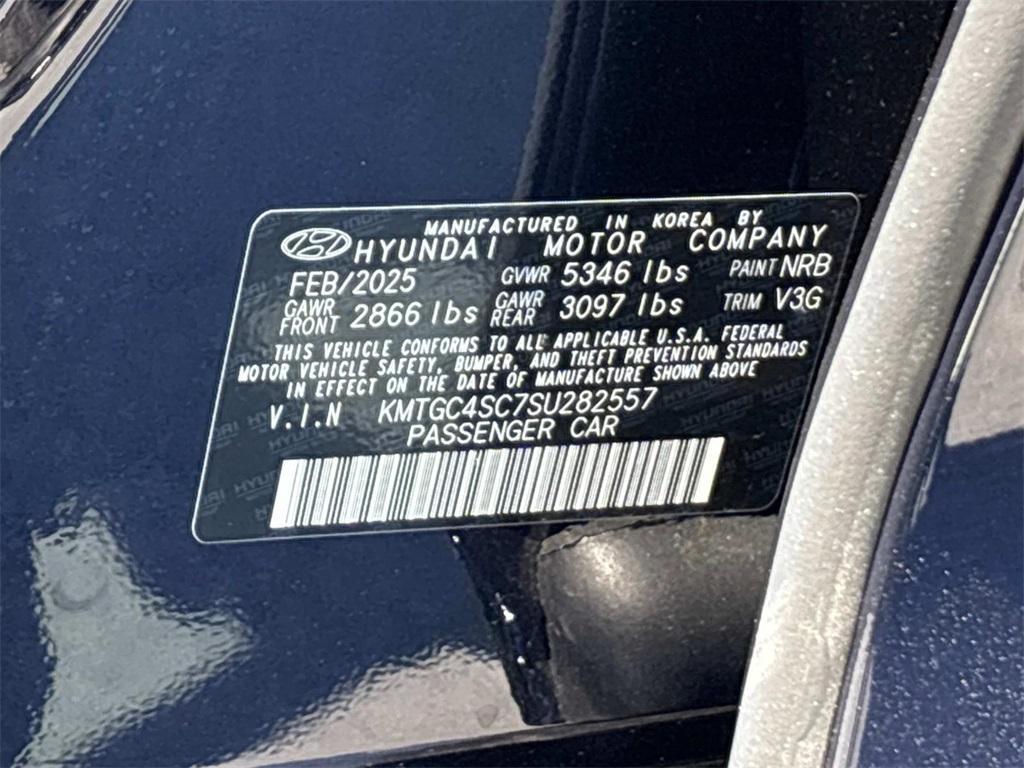 MANUFACTURED IN KOREA BY
HYUNDAI MOTOR COMPANY
FEB/2025 GVWR 5346 lbs PAINT NRB
GAWR FRONT 2866 lbs GAWR REAR 3097 lbs TRIM V3G
THIS VEHICLE CONFORMS TO ALL APPLICABLE U.S.A. FEDERAL
MOTOR VEHICLE SAFETY, BUMPER, AND THEFT PREVENTION STANDARDS
IN EFFECT ON THE DATE OF MANUFACTURE SHOWN ABOVE
V.I.N KMTGC4SC7SU282557
PASSENGER CAR